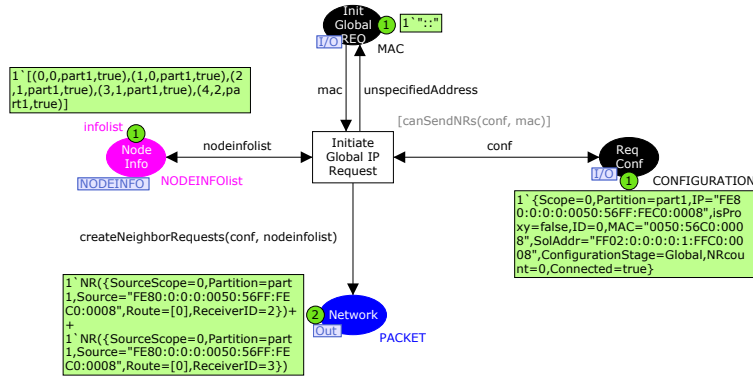 Init
Global
REQ
1
1`"::"
I/O
MAC
1`[(0,0,part1,true),(1,0,part1,true),(2
,1,part1,true),(3,1,part1,true),(4,2,pa
rt1,true)]
mac
unspecifiedAddress
infolist
1
[canSendNRs(conf, mac)]
Node
Info
nodeinfolist
Initiate
Global IP
Request
conf
Req
Conf
NODEINFO
NODEINFOlist
I/O
1
CONFIGURATION
1`{Scope=0,Partition=part1,IP="FE8
0:0:0:0:0050:56FF:FEC0:0008",isPro
xy=false,ID=0,MAC="0050:56C0:000
8",SolAddr="FF02:0:0:0:0:1:FFC0:00
08",ConfigurationStage=Global,NRcou
nt=0,Connected=true}
createNeighborRequests(conf, nodeinfolist)
1`NR({SourceScope=0,Partition=part
1,Source="FE80:0:0:0:0050:56FF:FE
C0:0008",Route=[0],ReceiverID=2})+
+
1`NR({SourceScope=0,Partition=part
1,Source="FE80:0:0:0:0050:56FF:FE
C0:0008",Route=[0],ReceiverID=3})
2
Network
Out
PACKET